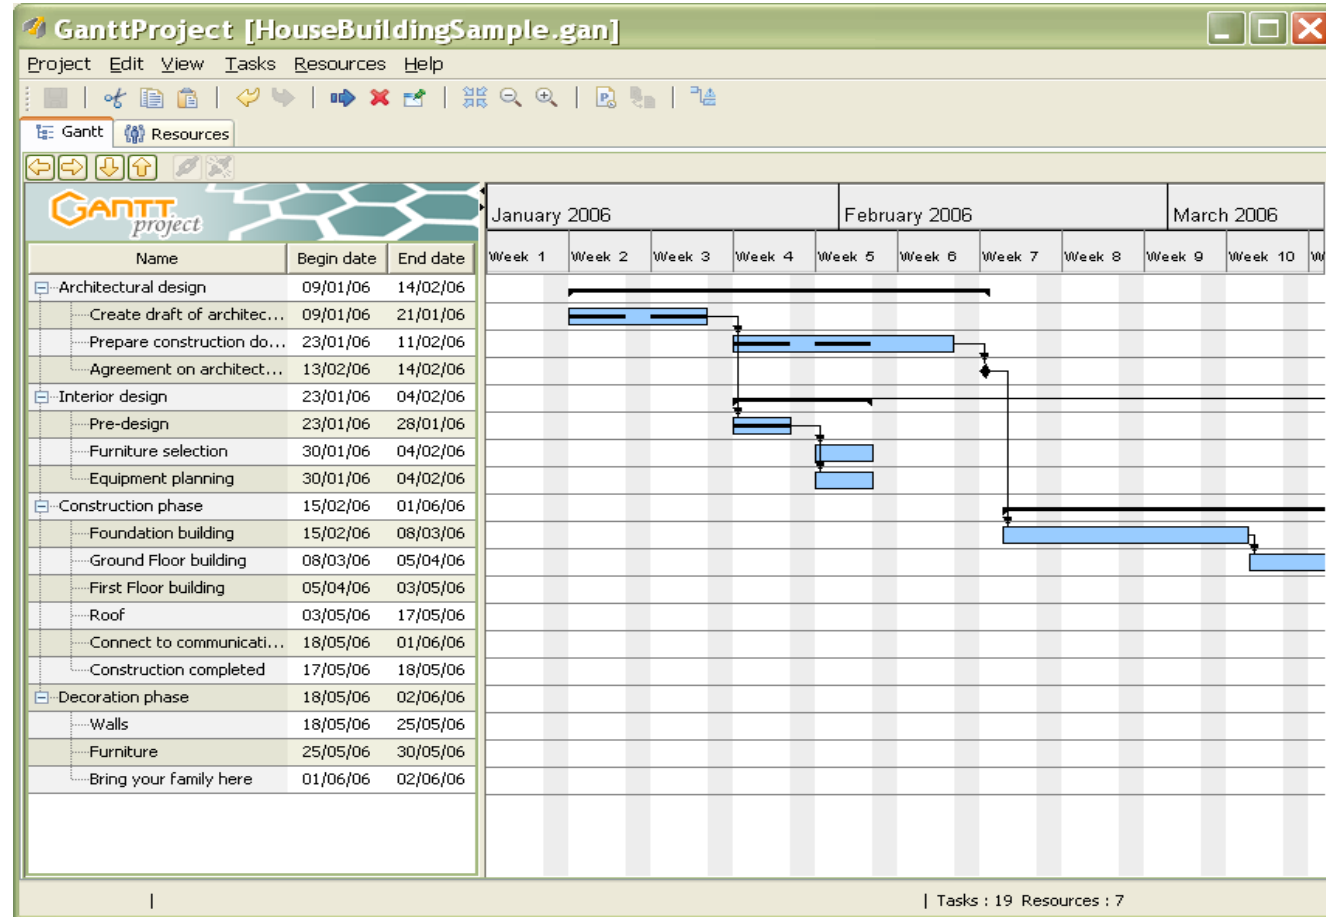 GanttProject [HouseBuildingSample.gan]
Project Edit View Tasks Resources Help
Gantt Resources
GANTT project
January 2006 February 2006 March 2006
Name Begin date End date Week 1 Week 2 Week 3 Week 4 Week 5 Week 6 Week 7 Week 8 Week 9 Week 10 W
Architectural design 09/01/06 14/02/06
Create draft of architec... 09/01/06 21/01/06
Prepare construction do... 23/01/06 11/02/06
Agreement on architect... 13/02/06 14/02/06
Interior design 23/01/06 04/02/06
Pre-design 23/01/06 28/01/06
Furniture selection 30/01/06 04/02/06
Equipment planning 30/01/06 04/02/06
Construction phase 15/02/06 01/06/06
Foundation building 15/02/06 08/03/06
Ground Floor building 08/03/06 05/04/06
First Floor building 05/04/06 03/05/06
Roof 03/05/06 17/05/06
Connect to communicati... 18/05/06 01/06/06
Construction completed 17/05/06 18/05/06
Decoration phase 18/05/06 02/06/06
Walls 18/05/06 25/05/06
Furniture 25/05/06 30/05/06
Bring your family here 01/06/06 02/06/06
Tasks : 19 Resources : 7